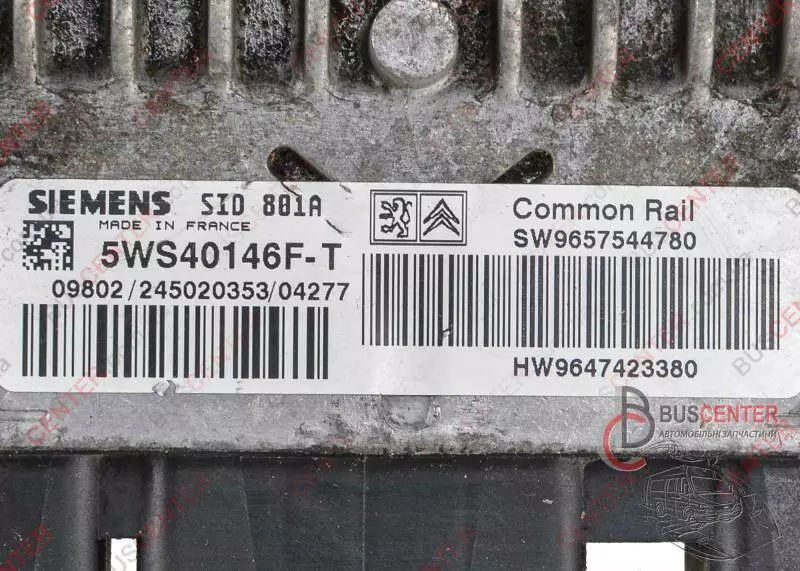 SIEMENS SID 801A
MADE IN FRANCE
5WS40146F-T
09802/245020353/04277
Common Rail
SW9657544780
HW9647423380
BUSCENTER
АВТОМОБІЛЬНІ ЗАПЧАСТИНИ